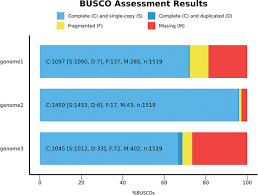 BUSCO Assessment Results
Complete (C) and single-copy (S)
Complete (C) and duplicated (D)
Fragmented (F)
Missing (M)
genome1
C:1097 [S:1090, D:7], F:137, M:285, n:1519
genome2
C:1459 [S:1453, D:6], F:17, M:43, n:1519
genome3
C:1045 [S:1012, D:33], F:72, M:402, n:1519
0 20 40 60 80 100
%BUSCOs